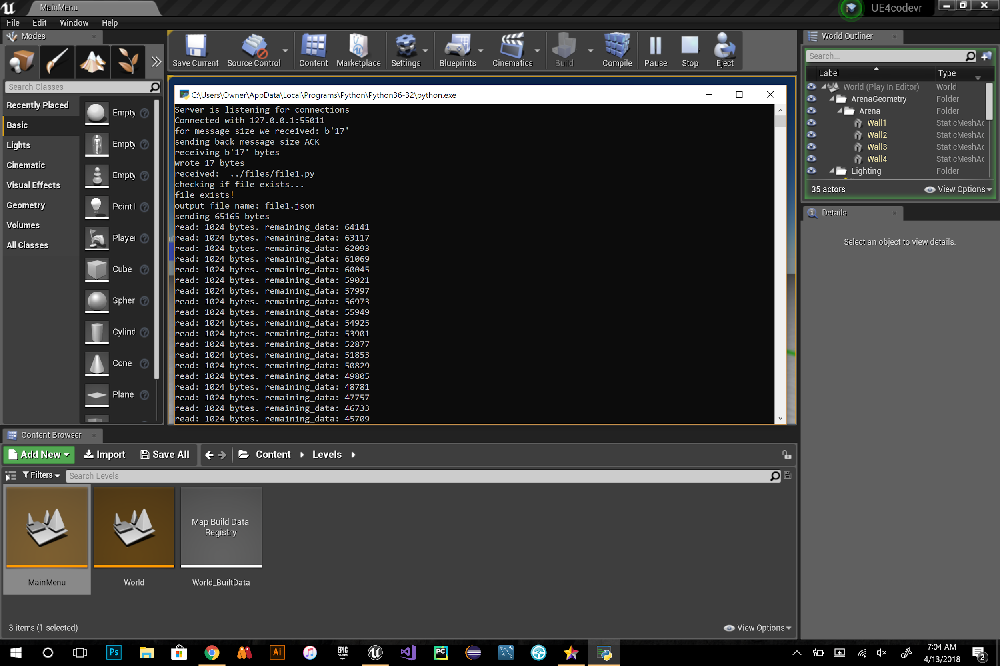 MainMenu
UE4codevr
File Edit Window Help
Modes
Save Current Source Control Content Marketplace Settings Blueprints Cinematics Build Compile Pause Stop Eject
World Outliner
Search...
Label Type
World (Play In Editor) World
ArenaGeometry Folder
Arena Folder
Wall1 StaticMeshAc
Wall2 StaticMeshAc
Wall3 StaticMeshAc
Wall4 StaticMeshAc
Lighting Folder
35 actors View Options
Details
Select an object to view details.
Search Classes
Recently Placed
Basic
Lights
Cinematic
Visual Effects
Geometry
Volumes
All Classes
Empty
Empty
Empty
Point
Player
Cube
Spher
Cylind
Cone
Plane
C:\Users\Owner\AppData\Local\Programs\Python\Python36-32\python.exe
Server is listening for connections
Connected with 127.0.0.1:55011
for message size we received: b'17'
sending back message size ACK
receiving b'17' bytes
wrote 17 bytes
received:  ../files/file1.py
checking if file exists...
file exists!
output file name: file1.json
sending 65165 bytes
read: 1024 bytes. remaining_data: 64141
read: 1024 bytes. remaining_data: 63117
read: 1024 bytes. remaining_data: 62093
read: 1024 bytes. remaining_data: 61069
read: 1024 bytes. remaining_data: 60045
read: 1024 bytes. remaining_data: 59021
read: 1024 bytes. remaining_data: 57997
read: 1024 bytes. remaining_data: 56973
read: 1024 bytes. remaining_data: 55949
read: 1024 bytes. remaining_data: 54925
read: 1024 bytes. remaining_data: 53901
read: 1024 bytes. remaining_data: 52877
read: 1024 bytes. remaining_data: 51853
read: 1024 bytes. remaining_data: 50829
read: 1024 bytes. remaining_data: 49805
read: 1024 bytes. remaining_data: 48781
read: 1024 bytes. remaining_data: 47757
read: 1024 bytes. remaining_data: 46733
read: 1024 bytes. remaining_data: 45709
Content Browser
Add New Import Save All Content Levels
Filters Search Levels
Map Build Data
Registry
MainMenu World World_BuiltData
3 items (1 selected) View Options
Ps Ai EPIC GAMES PC
7:04 AM
4/13/2018
2